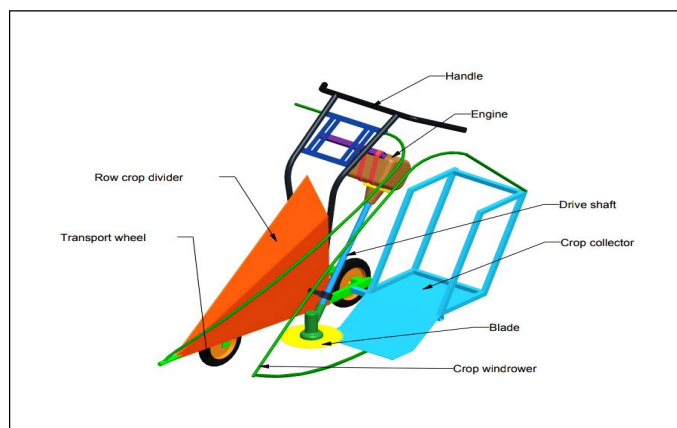 Handle
Engine
Row crop divider
Drive shaft
Transport wheel
Crop collector
Blade
Crop windrower